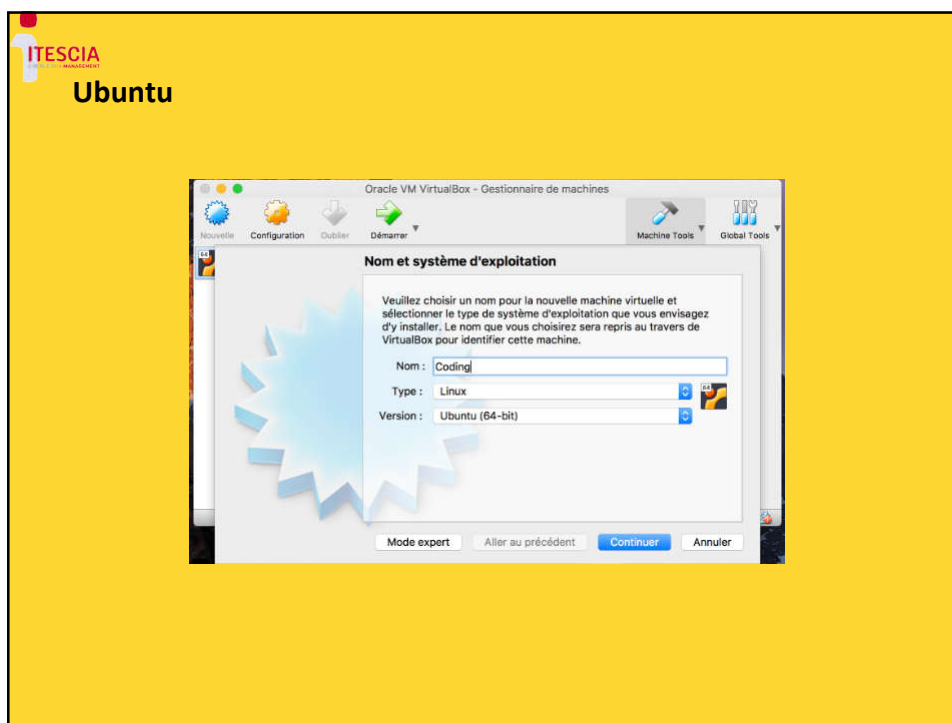 ITESCIA
Ubuntu
Oracle VM VirtualBox - Gestionnaire de machines
Nouvelle
Configuration
Oublier
Démarrer
Machine Tools
Global Tools
64
Nom et système d'exploitation
Veuillez choisir un nom pour la nouvelle machine virtuelle et
sélectionner le type de système d'exploitation que vous envisagez
d'y installer. Le nom que vous choisirez sera repris au travers de
VirtualBox pour identifier cette machine.
Nom : Coding
Type : Linux
64
Version : Ubuntu (64-bit)
Mode expert
Aller au précédent
Continuer
Annuler